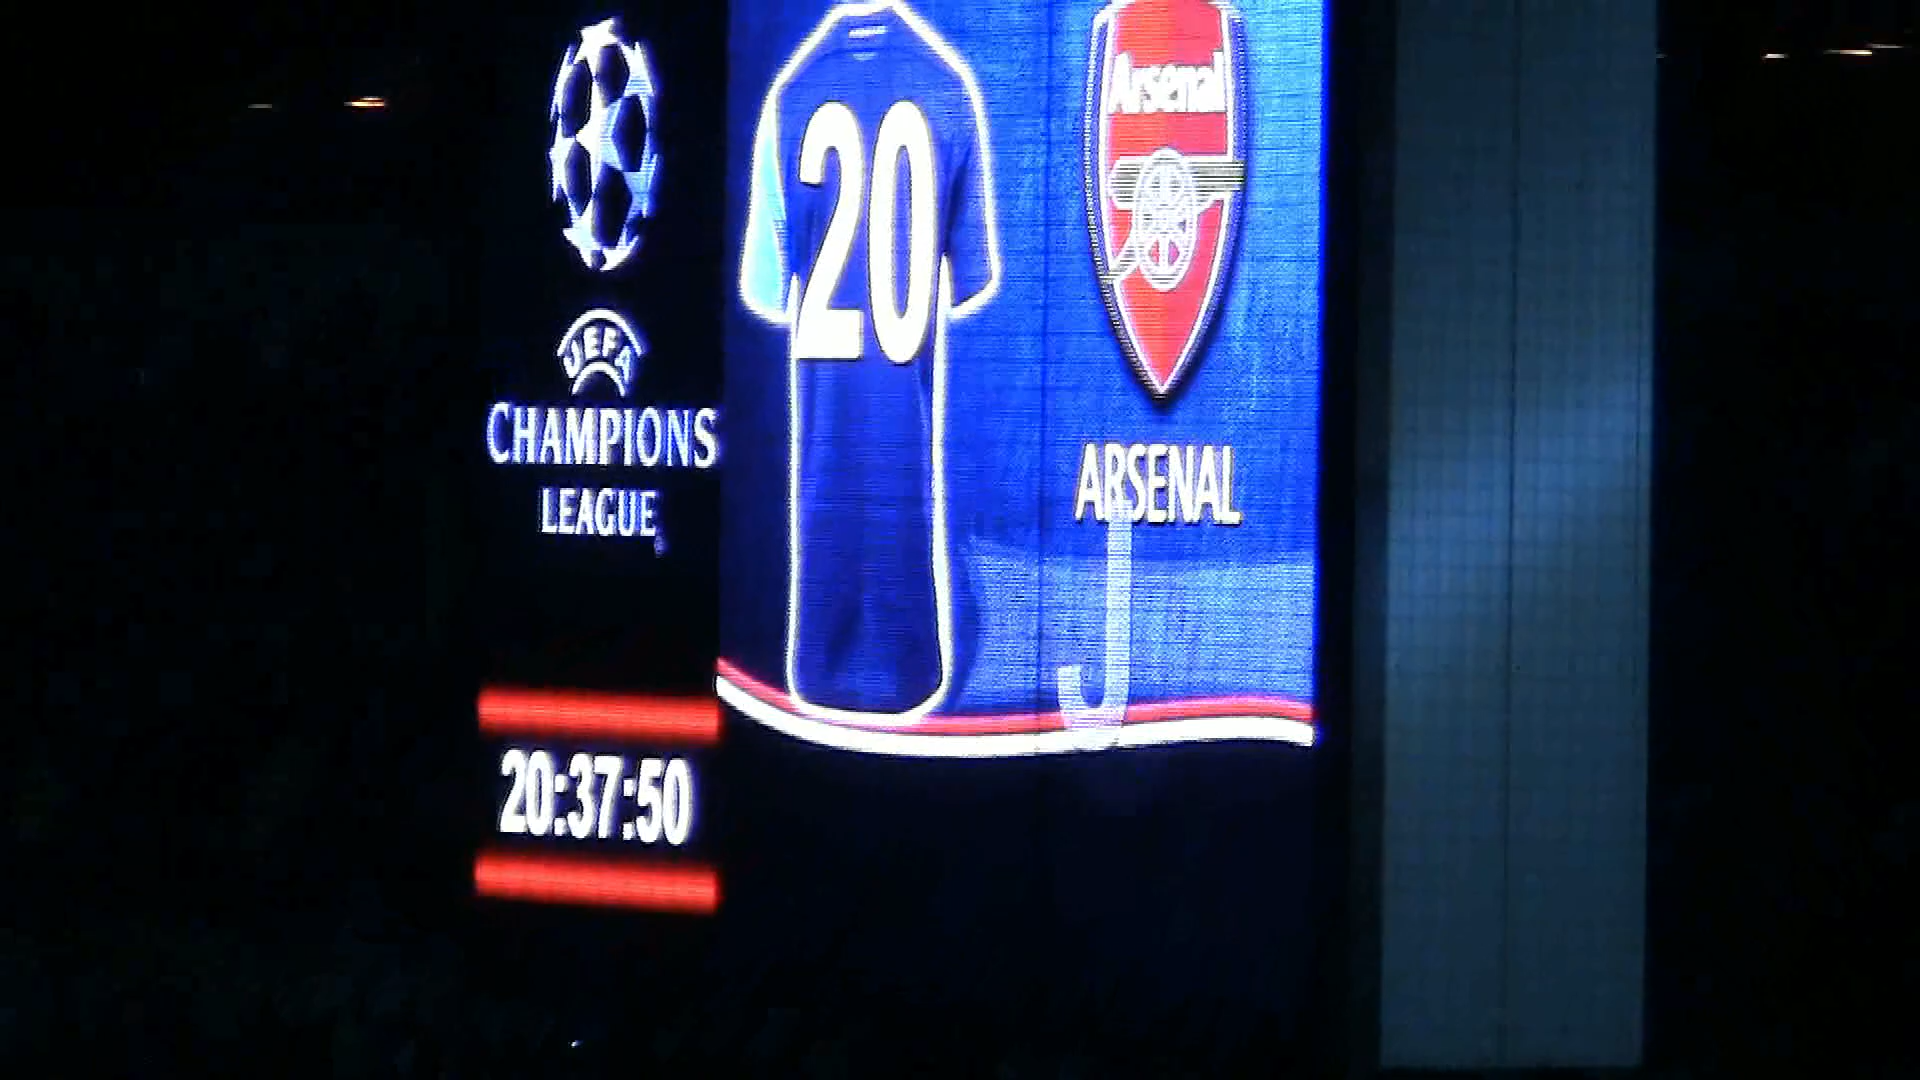 UEFA
CHAMPIONS
LEAGUE
20:37:50
20
Arsenal
ARSENAL
J